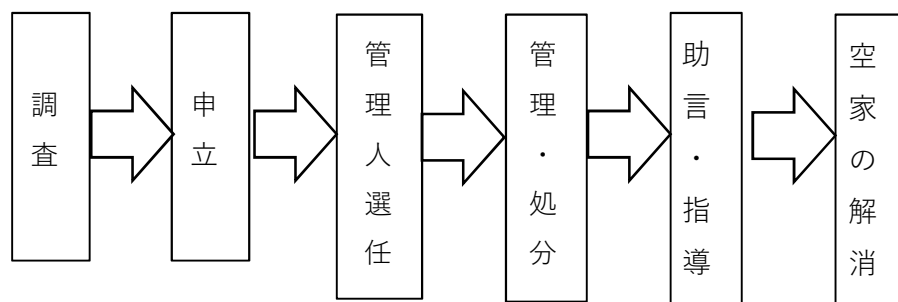 調査
申立
管理人選任
管理・処分
助言・指導
空家の解消